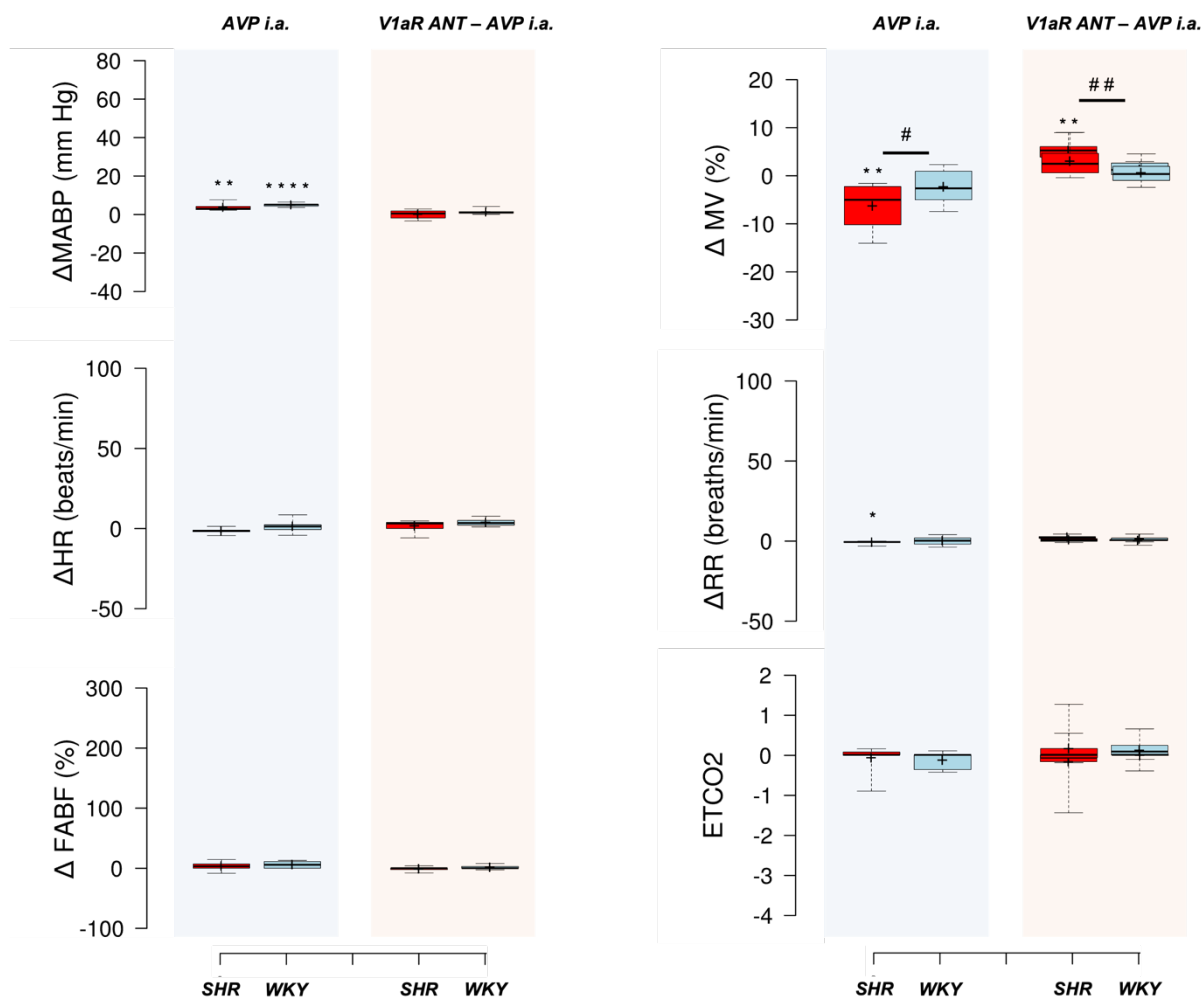 AVP i.a.
V1aR ANT – AVP i.a.
ΔMABP (mm Hg)
80
60
40
20
0
-20
-40
* *
* * * *
ΔHR (beats/min)
100
50
0
-50
Δ FABF (%)
300
200
100
0
-100
SHR
WKY
SHR
WKY
AVP i.a.
V1aR ANT – AVP i.a.
Δ MV (%)
20
10
0
-10
-20
-30
* *
#
* *
# #
ΔRR (breaths/min)
100
50
0
-50
*
ETCO2
2
1
0
-1
-2
-3
-4
SHR
WKY
SHR
WKY